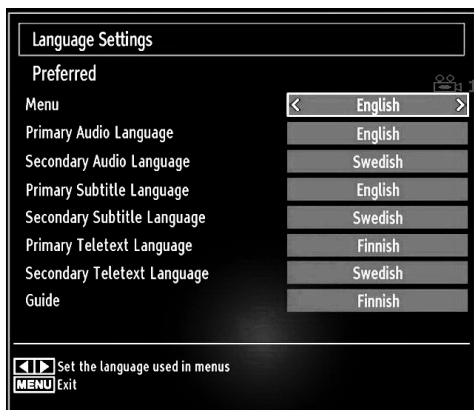 Language Settings
Preferred
Menu < English >
Primary Audio Language English
Secondary Audio Language Swedish
Primary Subtitle Language English
Secondary Subtitle Language Swedish
Primary Teletext Language Finnish
Secondary Teletext Language Swedish
Guide Finnish
Set the language used in menus
MENU Exit